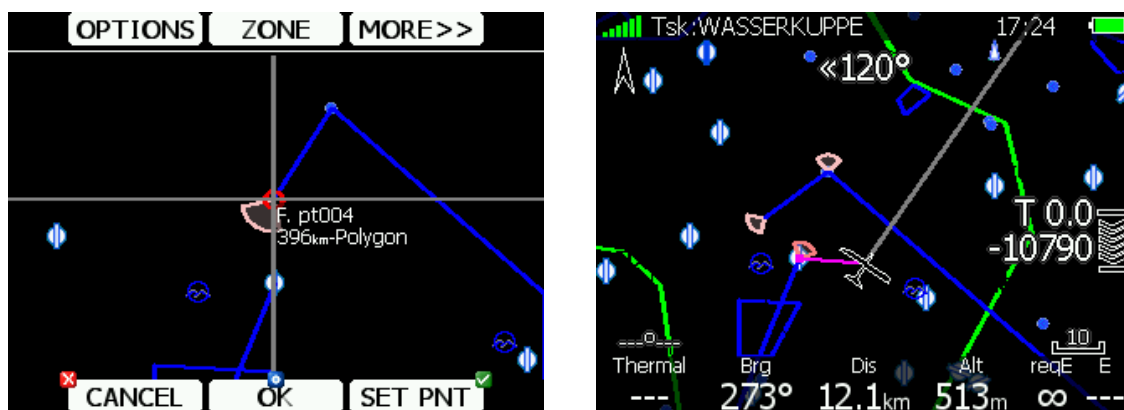 OPTIONS ZONE MORE>>
F. pt004
396km-Polygon
CANCEL OK SET PNT
Tsk:WASSERKUPPE 17:24
«120°
T 0.0
-10790
10
Thermal Brg Dis Alt reqE E
--- 273° 12.1km 513m ∞ ---